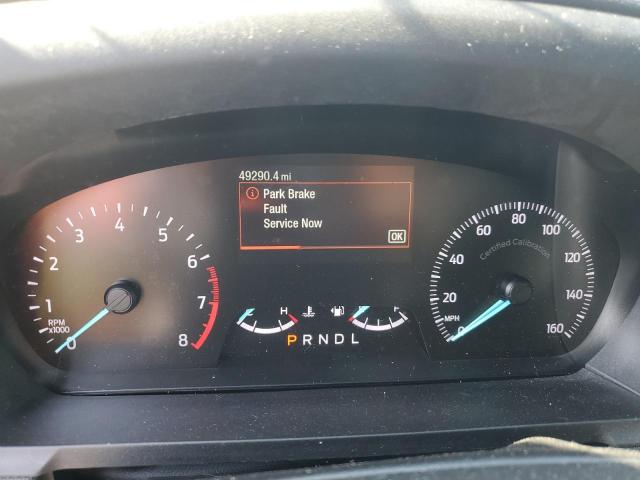 49290.4 mi
Park Brake
Fault
Service Now
OK
0 1 2 3 4 5 6 7 8
RPM
x1000
H
F
P R N D L
0 20 40 60 80 100 120 140 160
MPH
Certified Calibration